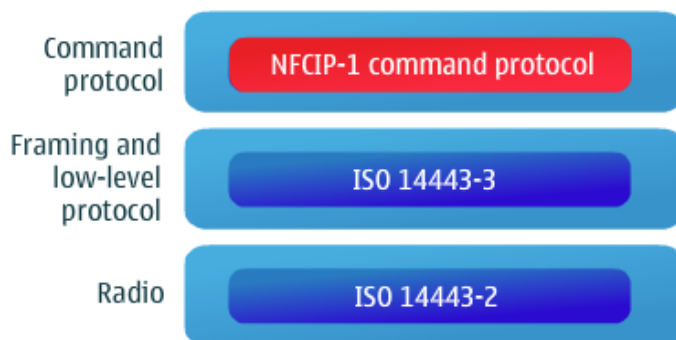 Command
protocol
NFCIP-1 command protocol
Framing and
low-level
protocol
ISO 14443-3
Radio
ISO 14443-2